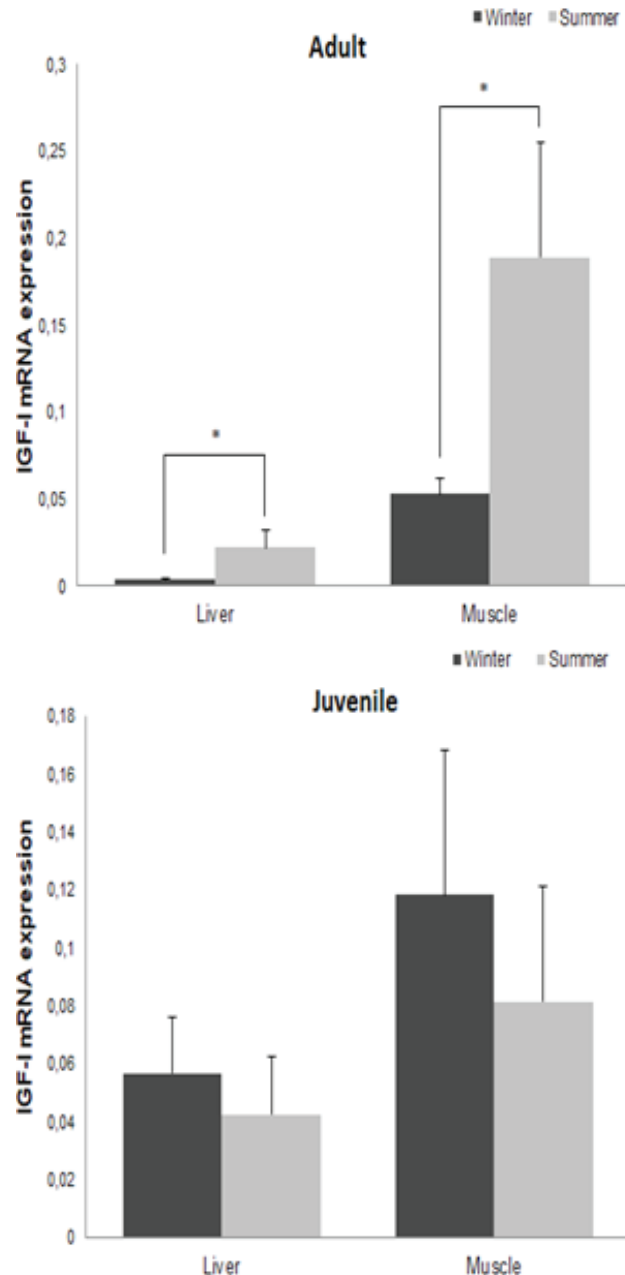 Winter Summer
Adult
IGF-I mRNA expression
0,3
0,25
0,2
0,15
0,1
0,05
0
*
*
Liver Muscle
Winter Summer
Juvenile
IGF-I mRNA expression
0,18
0,16
0,14
0,12
0,1
0,08
0,06
0,04
0,02
0
Liver Muscle